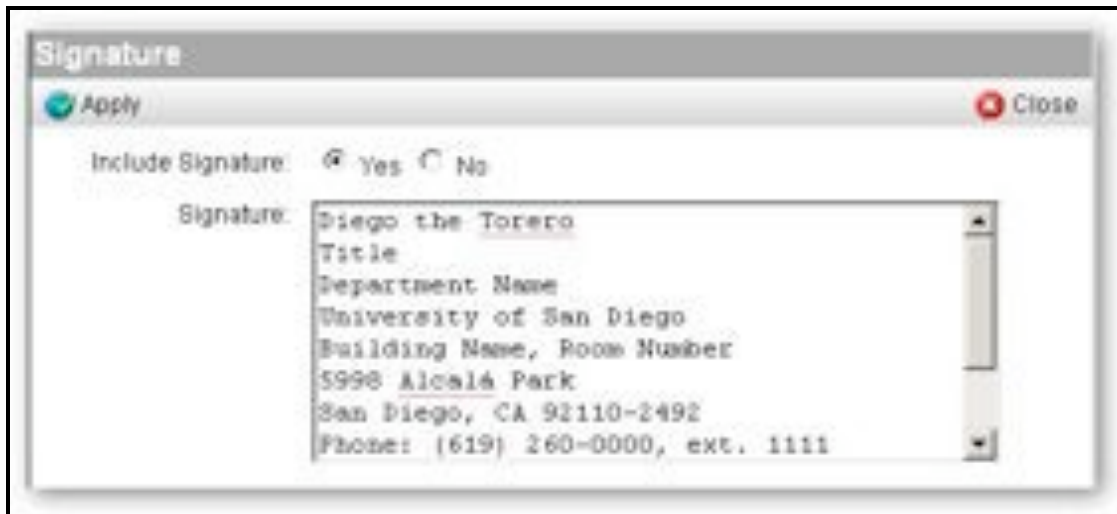 Signature
Apply Close
Include Signature: Yes No
Signature:
Diego the Torero
Title
Department Name
University of San Diego
Building Name, Room Number
5998 Alcalá Park
San Diego, CA 92110-2492
Phone: (619) 260-0000, ext. 1111